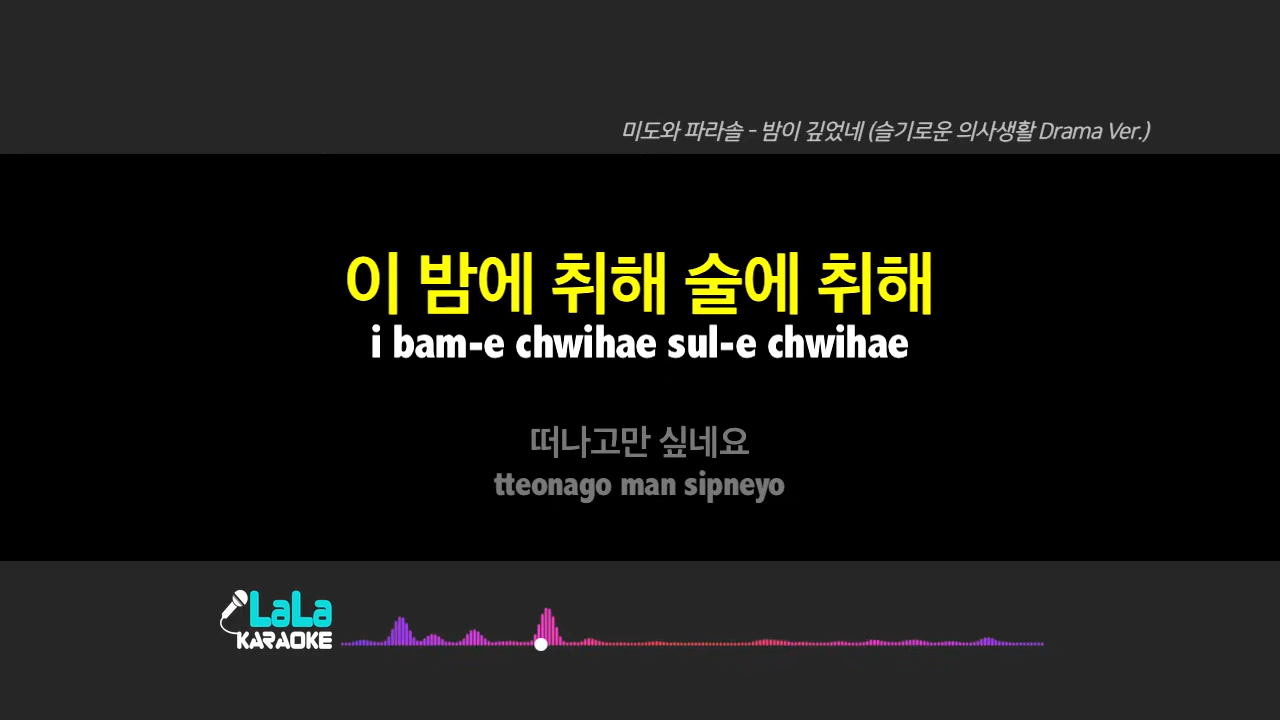 미도와 파라솔 - 밤이 깊었네 (슬기로운 의사생활 Drama Ver.)
이 밤에 취해 술에 취해
i bam-e chwihae sul-e chwihae
떠나고만 싶네요
tteonago man sipneyo
LaLa
KARAOKE